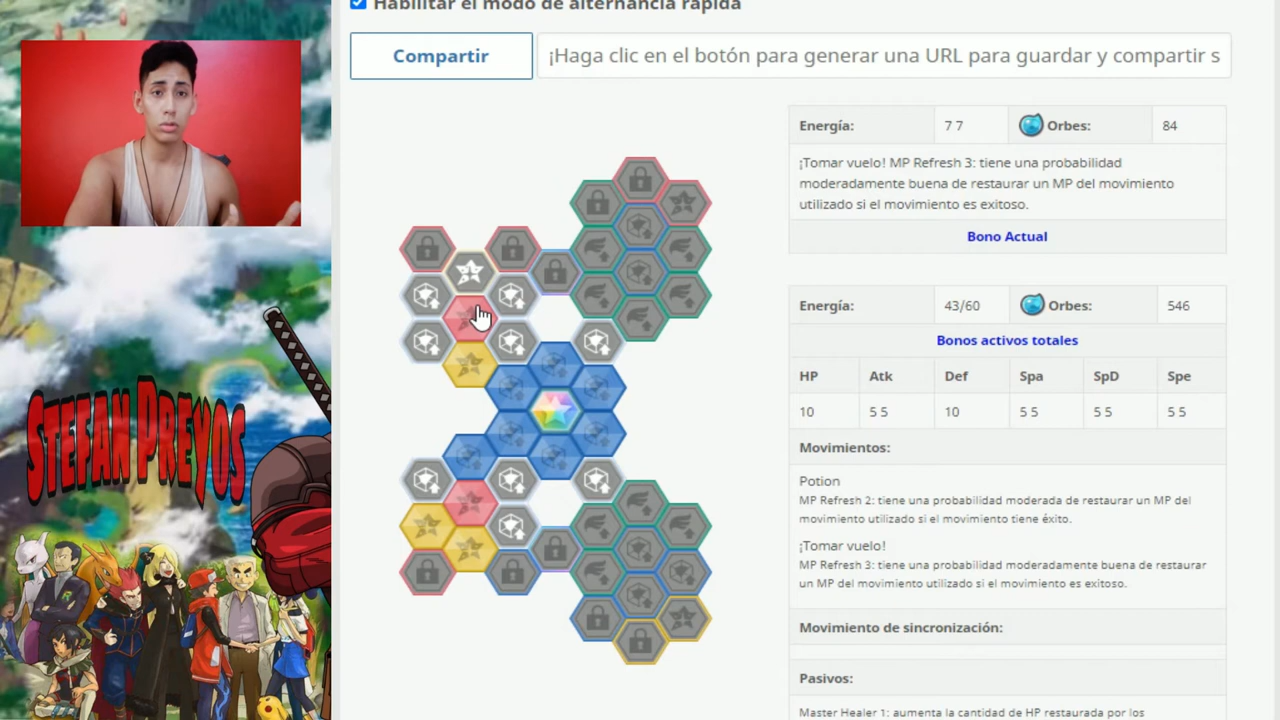 Habilitar el modo de alternancia rápida
Compartir
¡Haga clic en el botón para generar una URL para guardar y compartir s
Energía: 7 7 Orbes: 84
¡Tomar vuelo! MP Refresh 3: tiene una probabilidad
moderadamente buena de restaurar un MP del movimiento
utilizado si el movimiento es exitoso.
Bono Actual
Energía: 43/60 Orbes: 546
Bonos activos totales
HP Atk Def Spa SpD Spe
10 5 5 10 5 5 5 5 5 5
Movimientos:
Potion
MP Refresh 2: tiene una probabilidad moderada de restaurar un MP del
movimiento utilizado si el movimiento tiene éxito.
¡Tomar vuelo!
MP Refresh 3: tiene una probabilidad moderadamente buena de restaurar
un MP del movimiento utilizado si el movimiento es exitoso.
Movimiento de sincronización:
Pasivos:
Master Healer 1: aumenta la cantidad de HP restaurada por los
STEFAN PREYOS